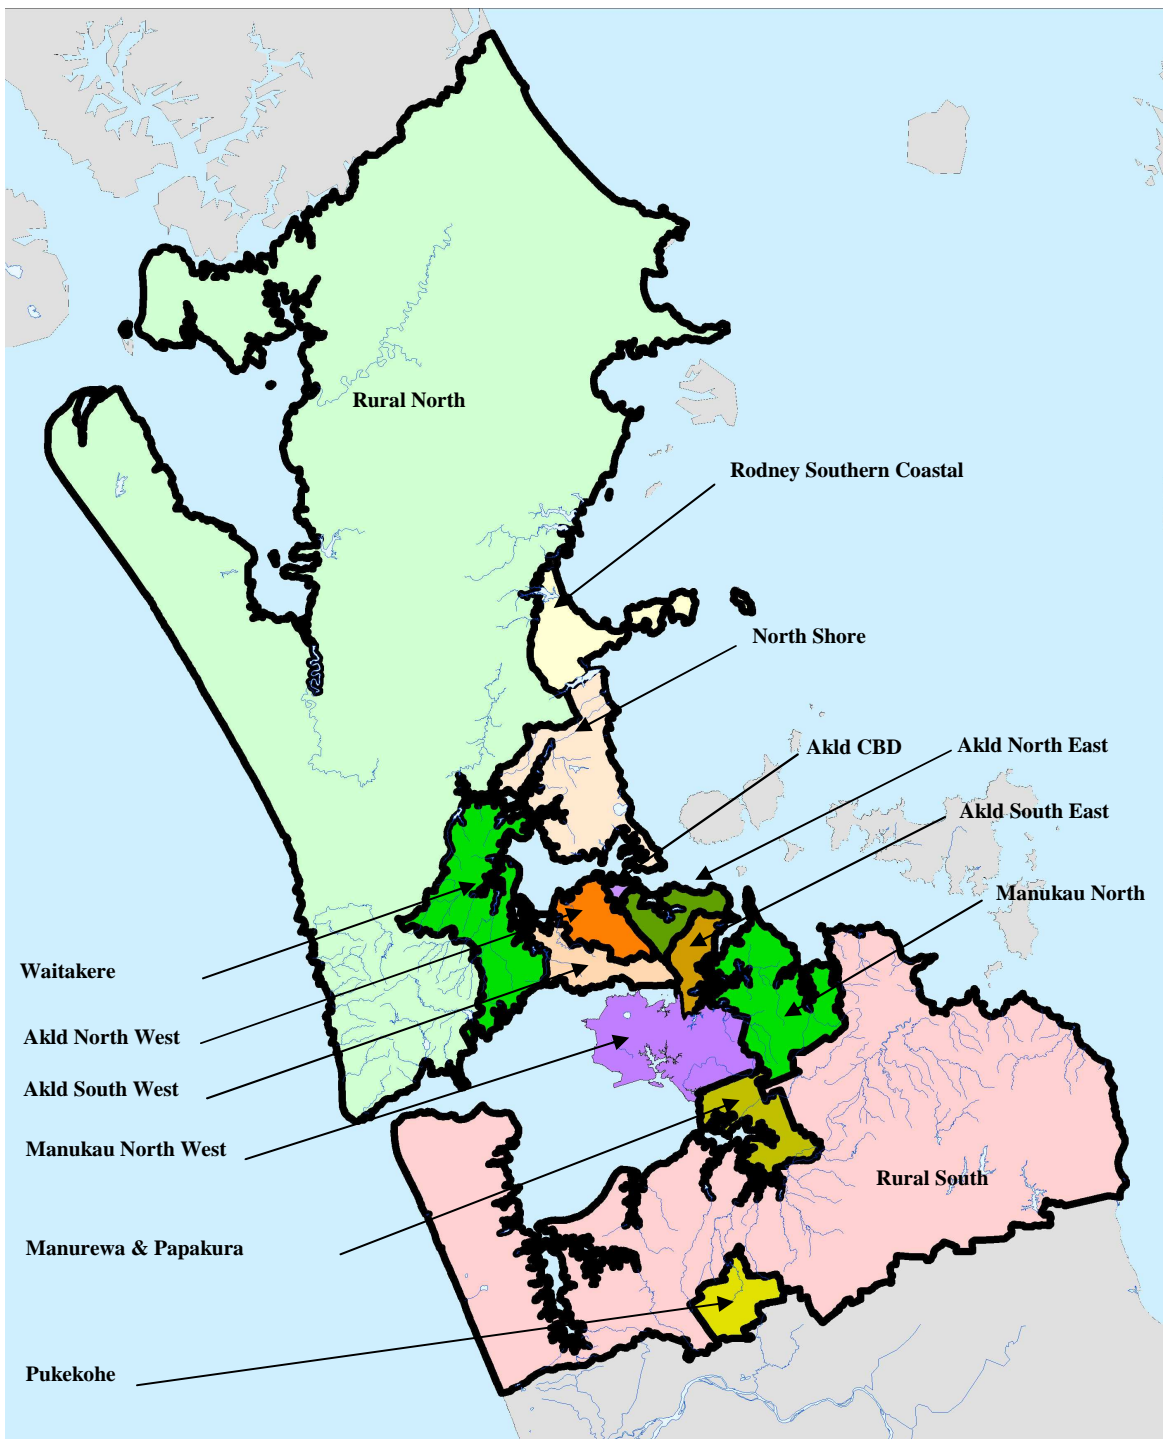 Rural North
Rodney Southern Coastal
North Shore
Akld CBD
Akld North East
Akld South East
Manukau North
Waitakere
Akld North West
Akld South West
Manukau North West
Rural South
Manurewa & Papakura
Pukekohe